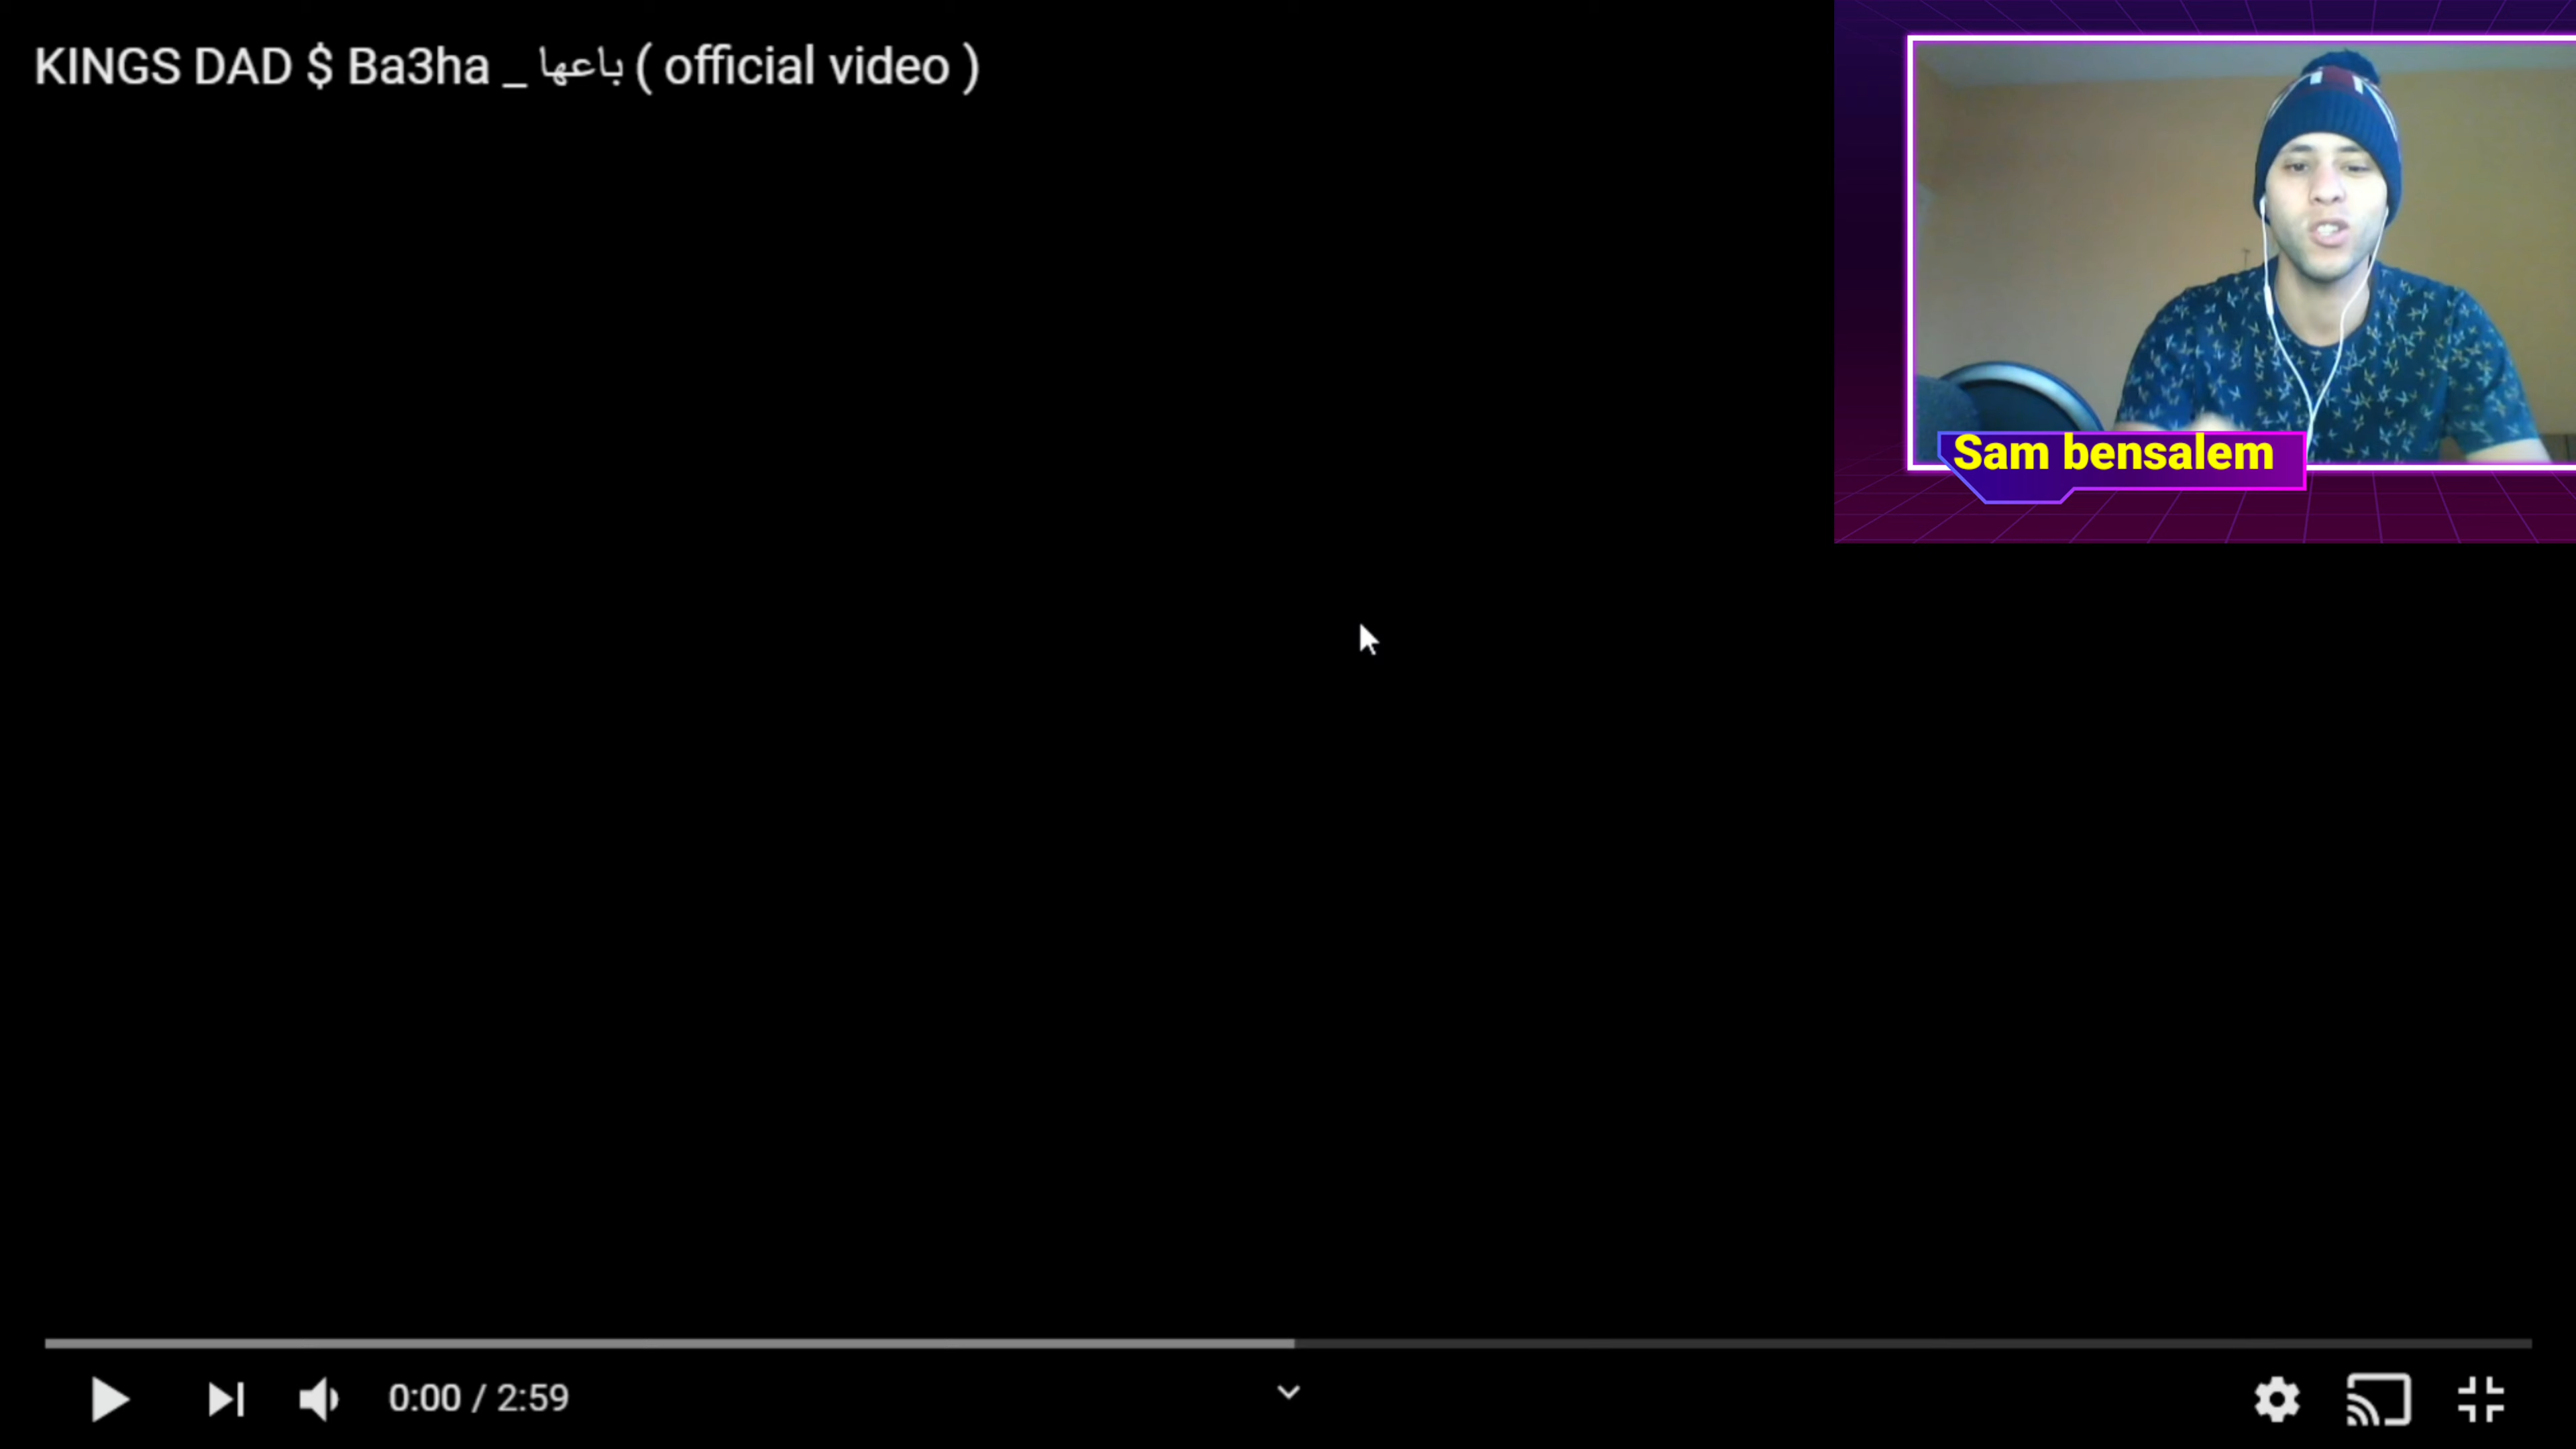 KINGS DAD $ Ba3ha _ باعها ( official video )
Sam bensalem
0:00 / 2:59